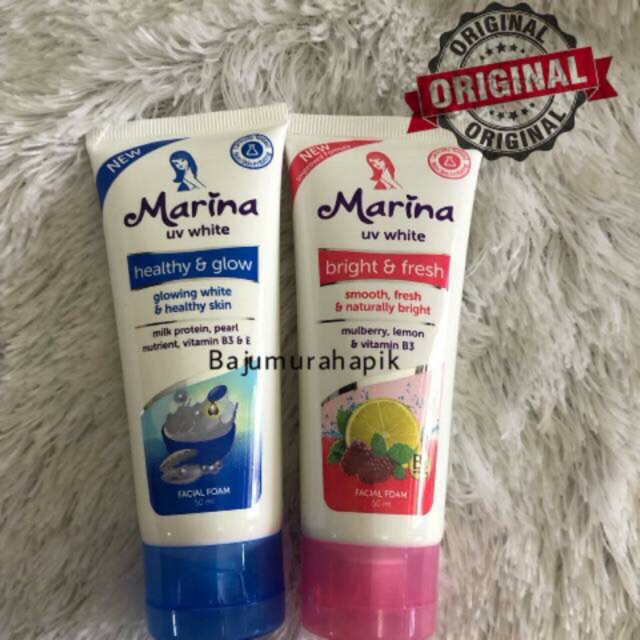 ORIGINAL
ORIGINAL
ORIGINAL
NEW
Marina
uv white
healthy & glow
glowing white
& healthy skin
milk protein, pearl
nutrient, vitamin B3 & E
FACIAL FOAM
50 ml
NEW
Improved Formula
Marina
uv white
bright & fresh
smooth, fresh
& naturally bright
mulberry, lemon
& vitamin B3
FACIAL FOAM
50 ml
Bajumurahapik